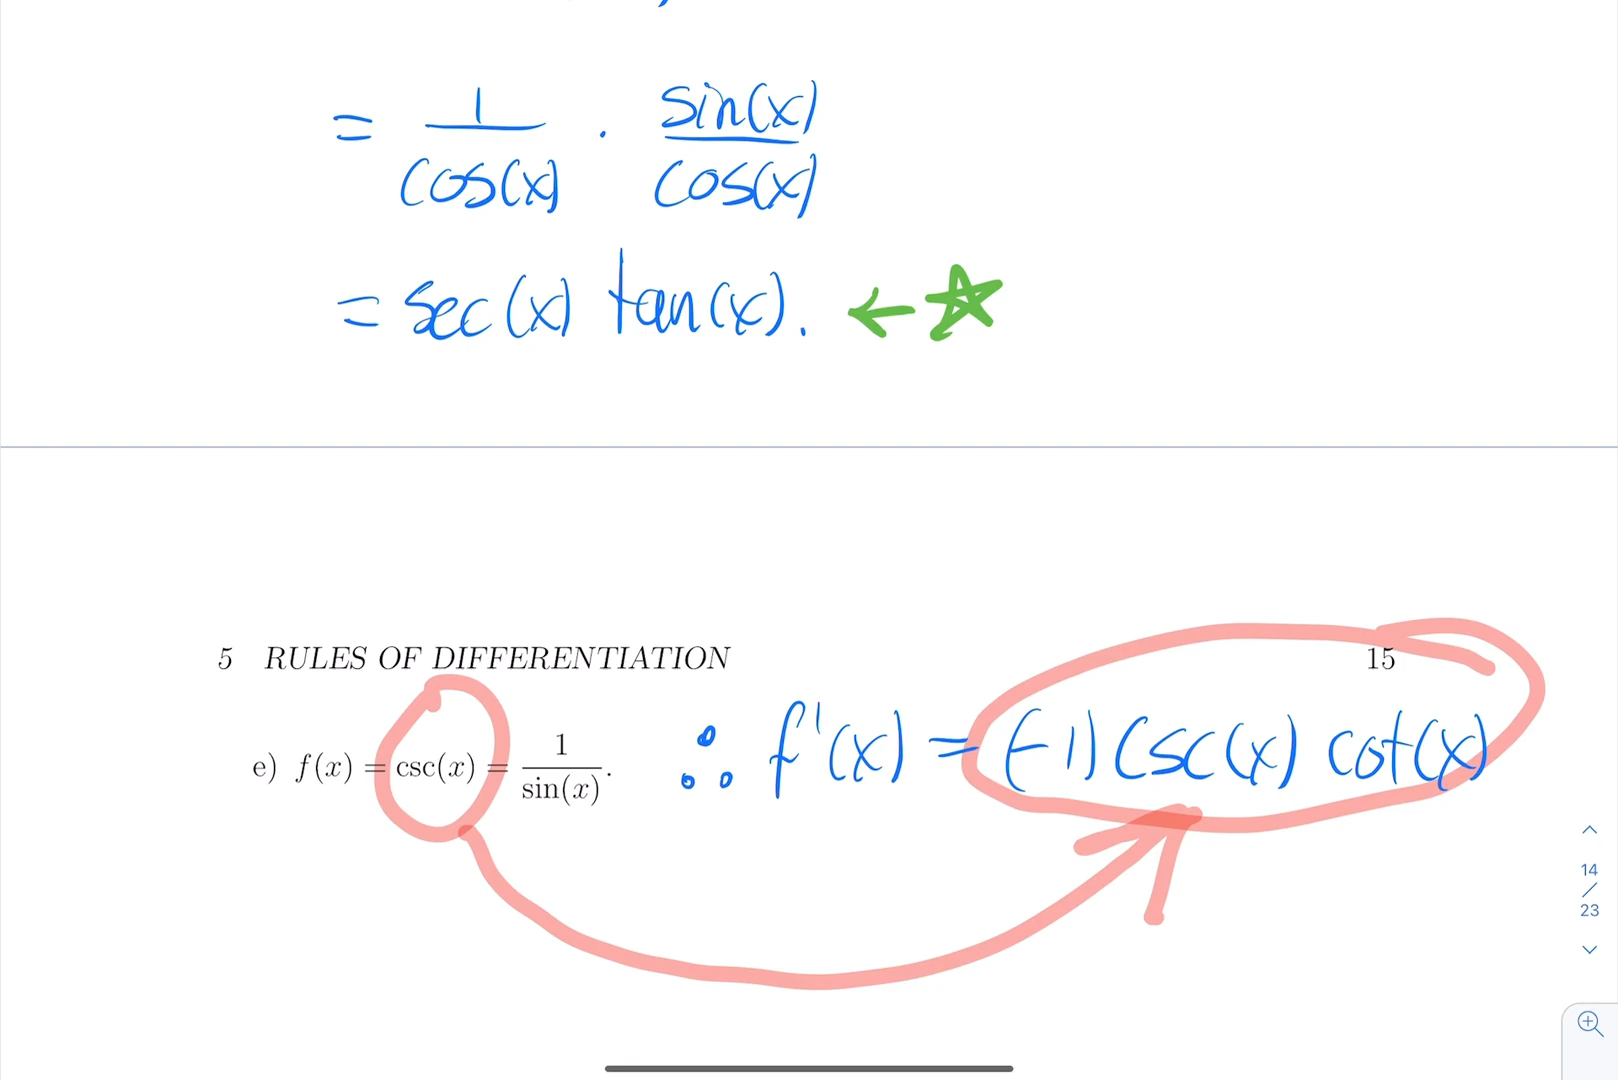 = 1/cos(x) · sin(x)/cos(x)
= sec(x) tan(x). ← ☆
5 RULES OF DIFFERENTIATION 15
e) f(x) = csc(x) = 1/sin(x). ∴ f'(x) = (-1) csc(x) cot(x)
14
/
23